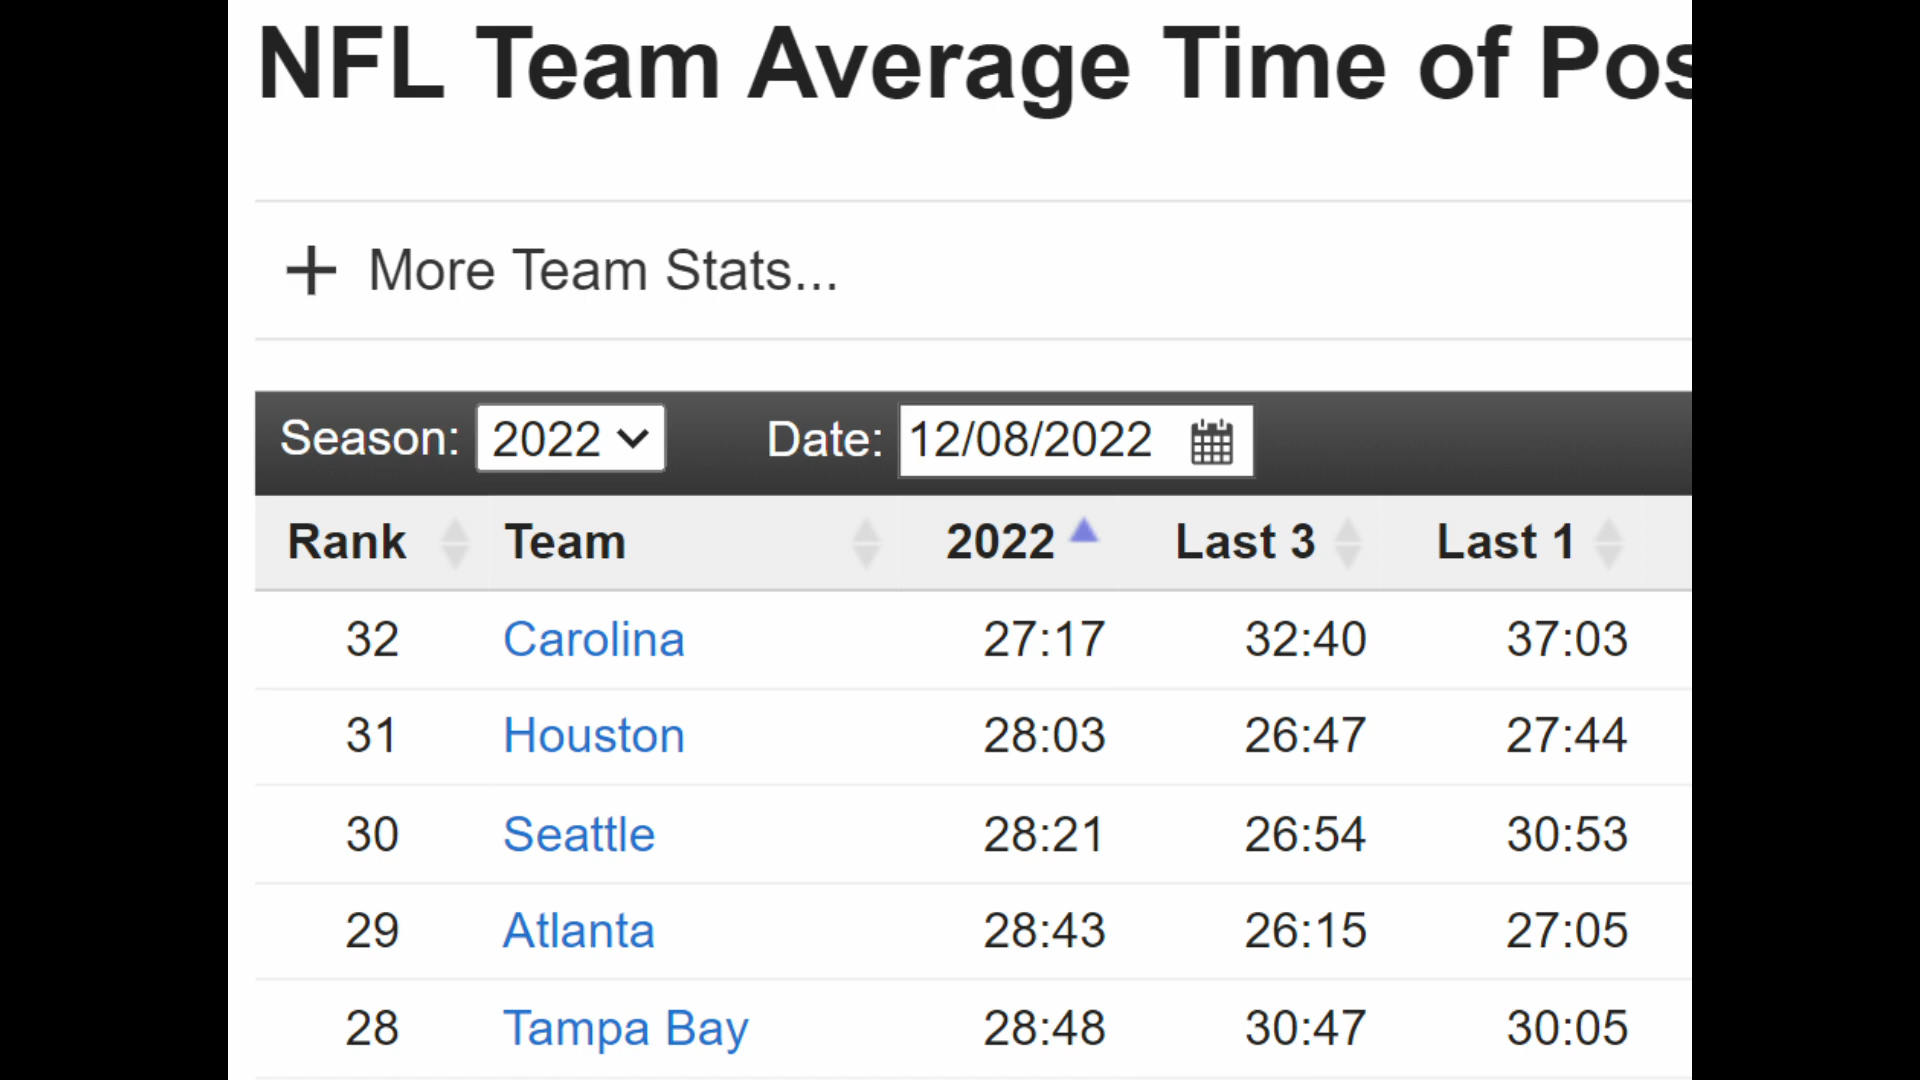 NFL Team Average Time of Pos
More Team Stats...
Season: 2022 Date: 12/08/2022
Rank Team 2022 Last 3 Last 1
32 Carolina 27:17 32:40 37:03
31 Houston 28:03 26:47 27:44
30 Seattle 28:21 26:54 30:53
29 Atlanta 28:43 26:15 27:05
28 Tampa Bay 28:48 30:47 30:05